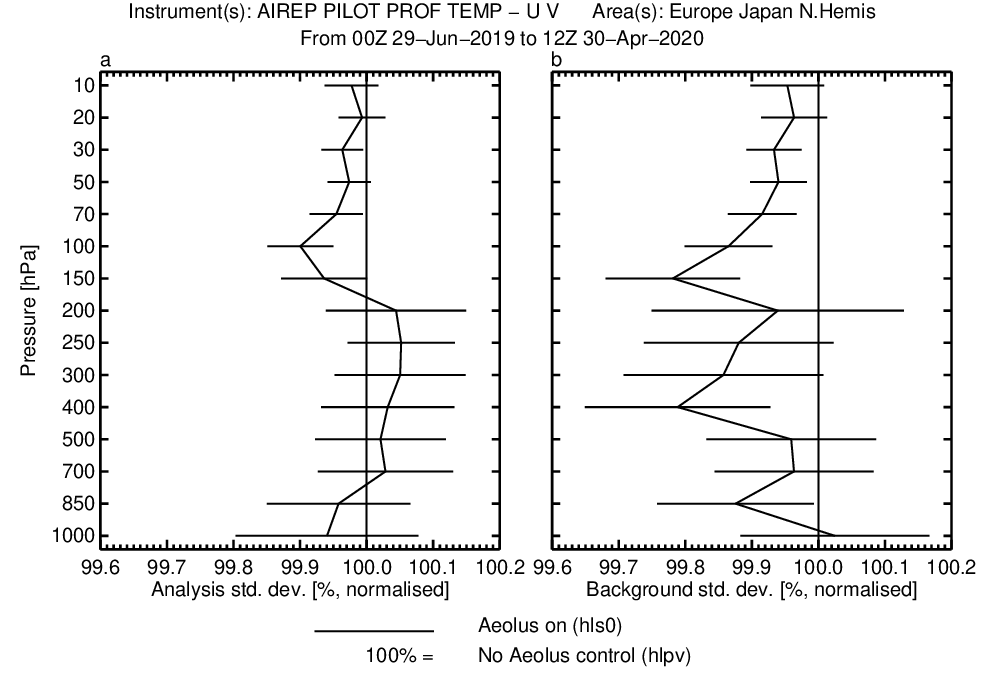 Instrument(s): AIREP PILOT PROF TEMP – U V Area(s): Europe Japan N.Hemis
From 00Z 29–Jun–2019 to 12Z 30–Apr–2020
a b
10
20
30
50
70
100
150
200
250
300
400
500
700
850
1000
Pressure [hPa]
99.6 99.7 99.8 99.9 100.0 100.1 100.2 99.6 99.7 99.8 99.9 100.0 100.1 100.2
Analysis std. dev. [%, normalised] Background std. dev. [%, normalised]
Aeolus on (hls0)
100% = No Aeolus control (hlpv)